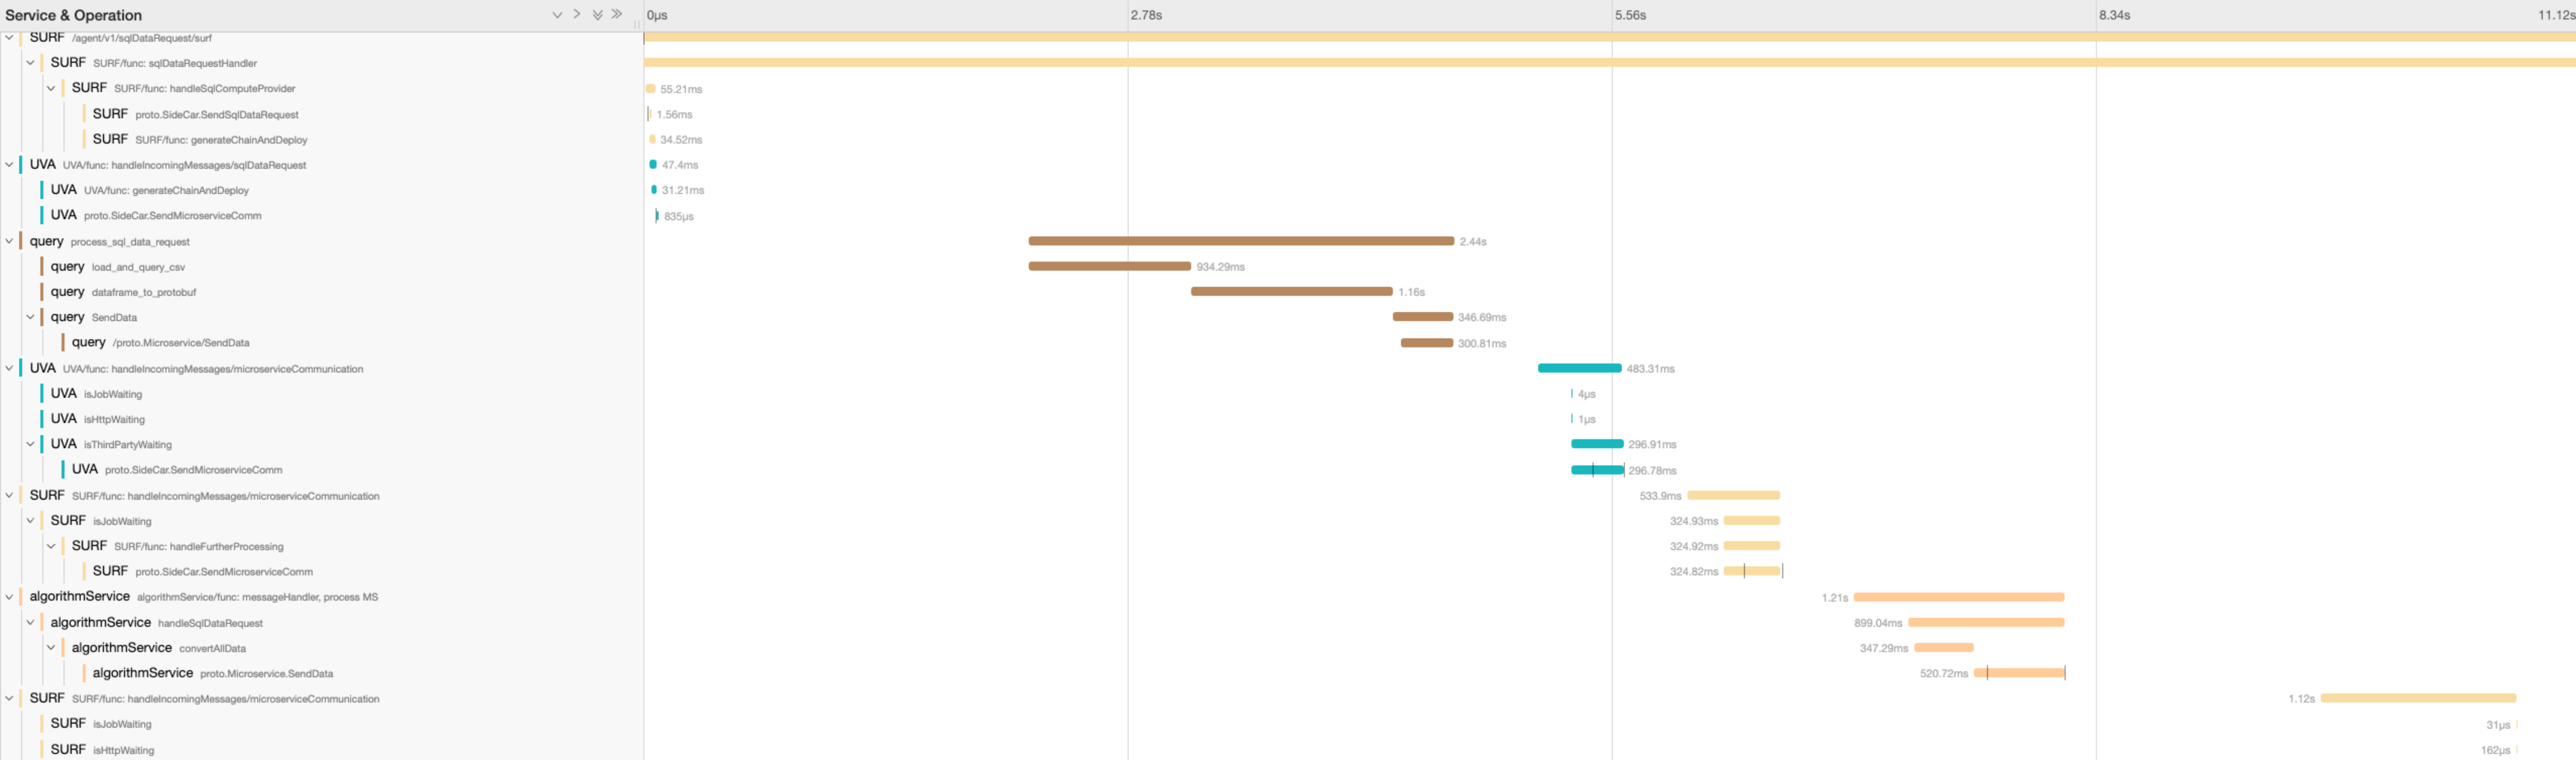 Service & Operation 0μs 2.78s 5.56s 8.34s 11.12s
SURF /agent/v1/sqlDataRequest/surf
SURF SURF/func: sqlDataRequestHandler
SURF SURF/func: handleSqlComputeProvider 55.21ms
SURF proto.SideCar.SendSqlDataRequest 1.56ms
SURF SURF/func: generateChainAndDeploy 34.52ms
UVA UVA/func: handleIncomingMessages/sqlDataRequest 47.4ms
UVA UVA/func: generateChainAndDeploy 31.21ms
UVA proto.SideCar.SendMicroserviceComm 835μs
query process_sql_data_request 2.44s
query load_and_query_csv 934.29ms
query dataframe_to_protobuf 1.16s
query SendData 346.69ms
query /proto.Microservice/SendData 300.81ms
UVA UVA/func: handleIncomingMessages/microserviceCommunication 483.31ms
UVA isJobWaiting 4μs
UVA isHttpWaiting 1μs
UVA isThirdPartyWaiting 296.91ms
UVA proto.SideCar.SendMicroserviceComm 296.78ms
SURF SURF/func: handleIncomingMessages/microserviceCommunication 533.9ms
SURF isJobWaiting 324.93ms
SURF SURF/func: handleFurtherProcessing 324.92ms
SURF proto.SideCar.SendMicroserviceComm 324.82ms
algorithmService algorithmService/func: messageHandler, process MS 1.21s
algorithmService handleSqlDataRequest 899.04ms
algorithmService convertAllData 347.29ms
algorithmService proto.Microservice.SendData 520.72ms
SURF SURF/func: handleIncomingMessages/microserviceCommunication 1.12s
SURF isJobWaiting 31μs
SURF isHttpWaiting 162μs